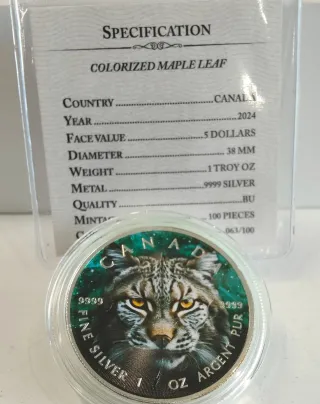 SPECIFICATION
COLORIZED MAPLE LEAF
COUNTRY ..... CANADA
YEAR ..... 2024
FACE VALUE ..... 5 DOLLARS
DIAMETER ..... 38 MM
WEIGHT ..... 1 TROY OZ
METAL ..... .9999 SILVER
QUALITY ..... BU
100 PIECES
063/100
CANADA
9999
9999
FINE SILVER 1 OZ ARGENT PUR